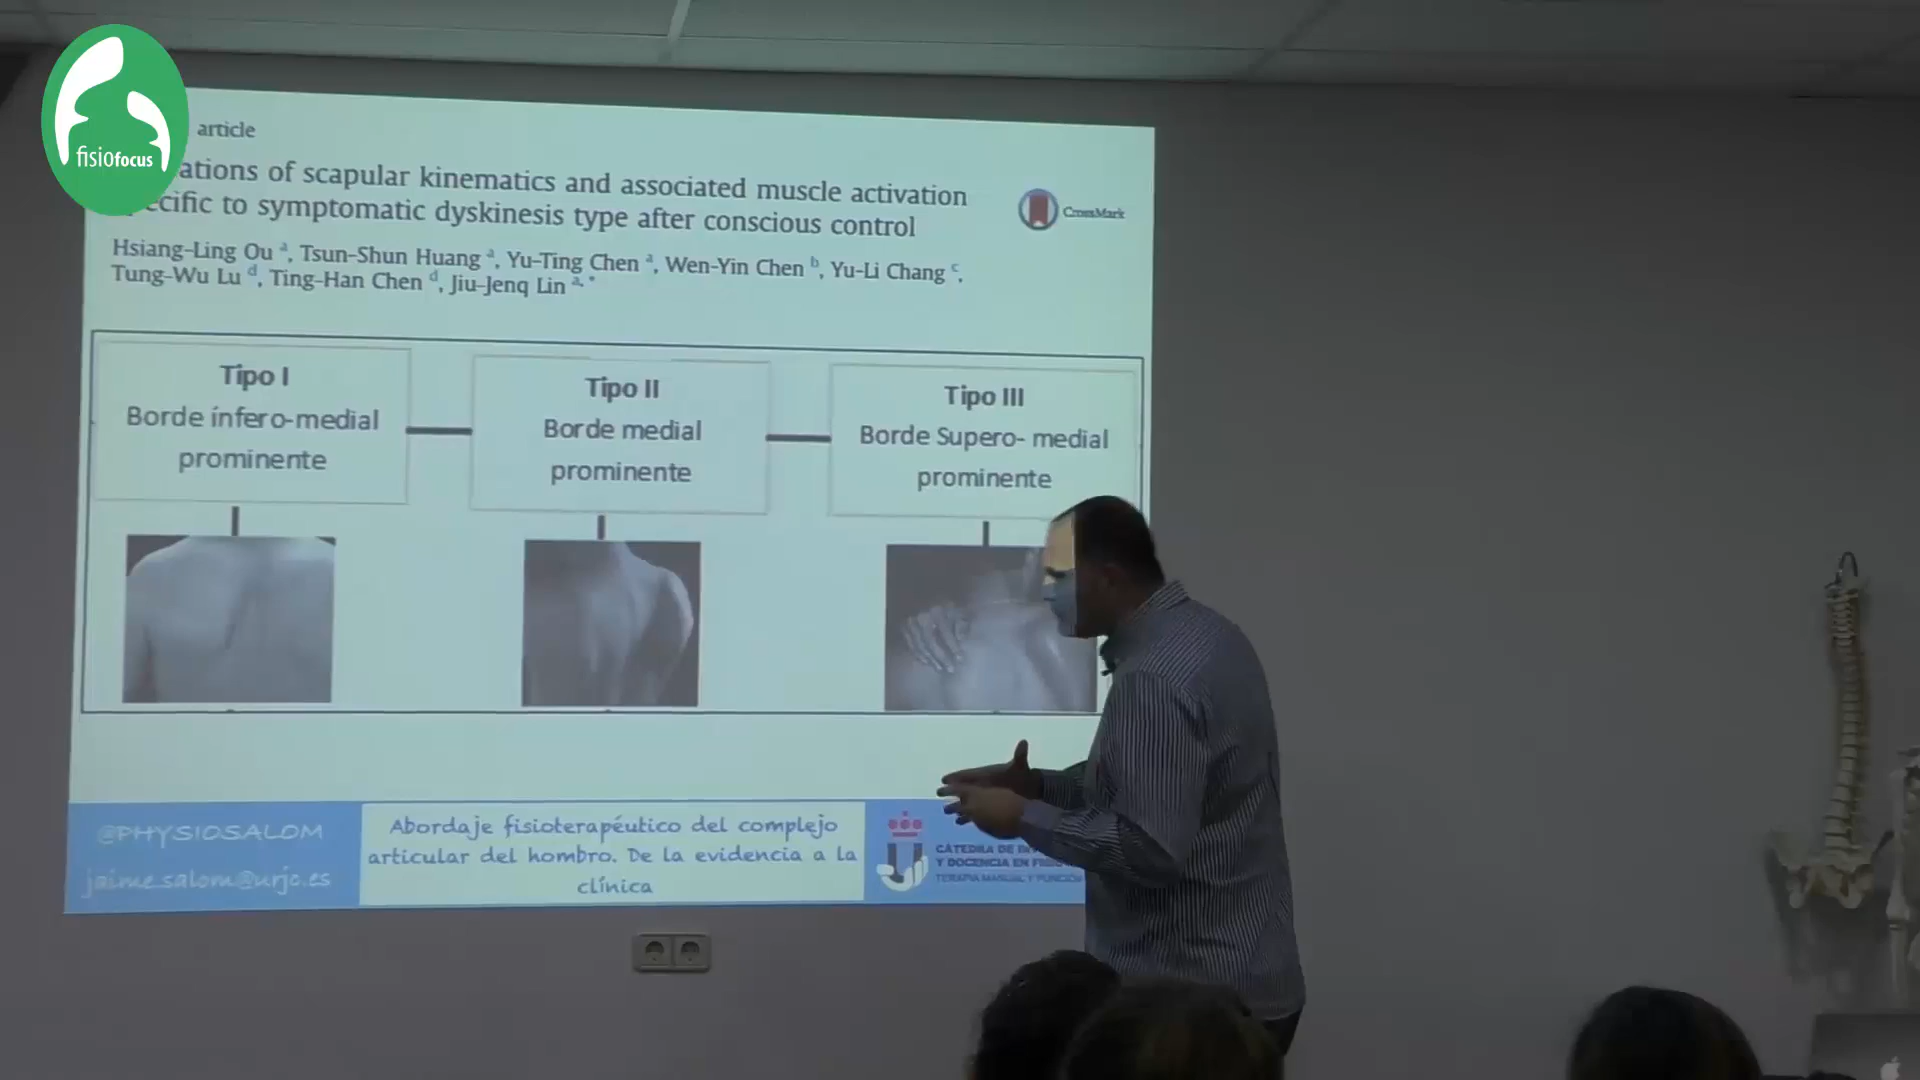 fisiofocus
article
ations of scapular kinematics and associated muscle activation
ecific to symptomatic dyskinesis type after conscious control
CrossMark
Hsiang-Ling Ou a, Tsun-Shun Huang a, Yu-Ting Chen a, Wen-Yin Chen b, Yu-Li Chang c,
Tung-Wu Lu d, Ting-Han Chen d, Jiu-Jenq Lin a, *
Tipo I
Borde ínfero-medial
prominente
Tipo II
Borde medial
prominente
Tipo III
Borde Supero- medial
prominente
@PHYSIOSALOM
jaime.salom@urjc.es
Abordaje fisioterapéutico del complejo
articular del hombro. De la evidencia a la
clínica
CÁTEDRA DE
Y DOCENCIA EN
TERAPIA MANUAL Y FUNCIÓN